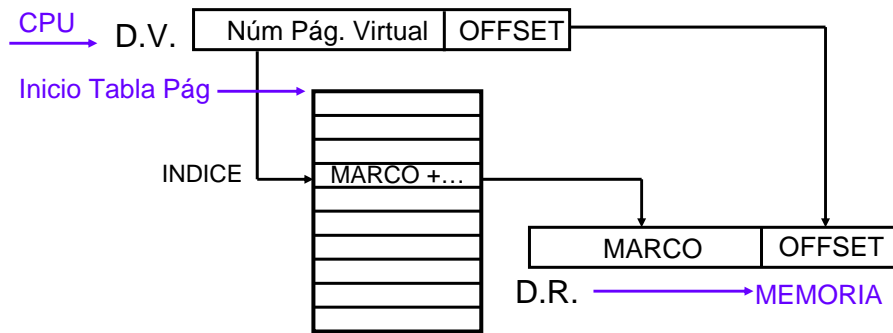 CPU
D.V.
Núm Pág. Virtual
OFFSET
Inicio Tabla Pág
INDICE
MARCO +...
MARCO
OFFSET
D.R.
MEMORIA